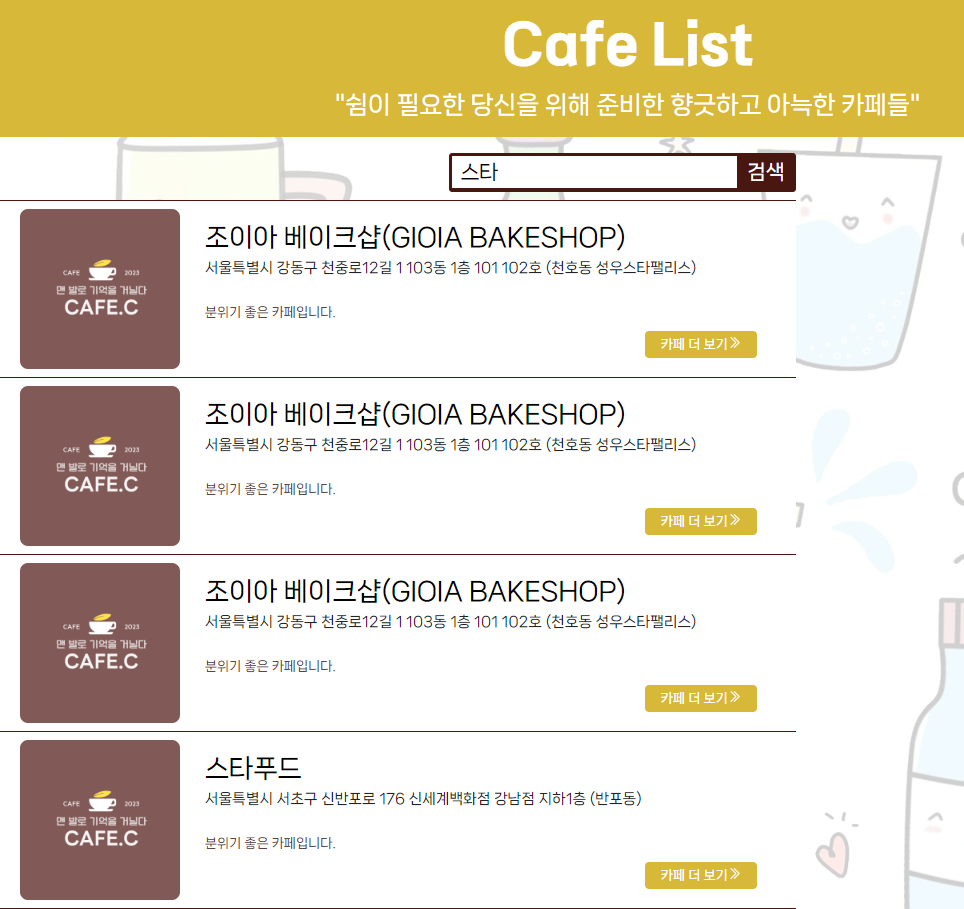 Cafe List
"쉼이 필요한 당신을 위해 준비한 향긋하고 아늑한 카페들"
스타 검색
CAFE 2023
맨 발로 기억을 거닐다
CAFE.C
조이아 베이크샵(GIOIA BAKESHOP)
서울특별시 강동구 천중로12길 1 103동 1층 101 102호 (천호동 성우스타팰리스)
분위기 좋은 카페입니다.
카페 더 보기
CAFE 2023
맨 발로 기억을 거닐다
CAFE.C
조이아 베이크샵(GIOIA BAKESHOP)
서울특별시 강동구 천중로12길 1 103동 1층 101 102호 (천호동 성우스타팰리스)
분위기 좋은 카페입니다.
카페 더 보기
CAFE 2023
맨 발로 기억을 거닐다
CAFE.C
조이아 베이크샵(GIOIA BAKESHOP)
서울특별시 강동구 천중로12길 1 103동 1층 101 102호 (천호동 성우스타팰리스)
분위기 좋은 카페입니다.
카페 더 보기
CAFE 2023
맨 발로 기억을 거닐다
CAFE.C
스타푸드
서울특별시 서초구 신반포로 176 신세계백화점 강남점 지하1층 (반포동)
분위기 좋은 카페입니다.
카페 더 보기